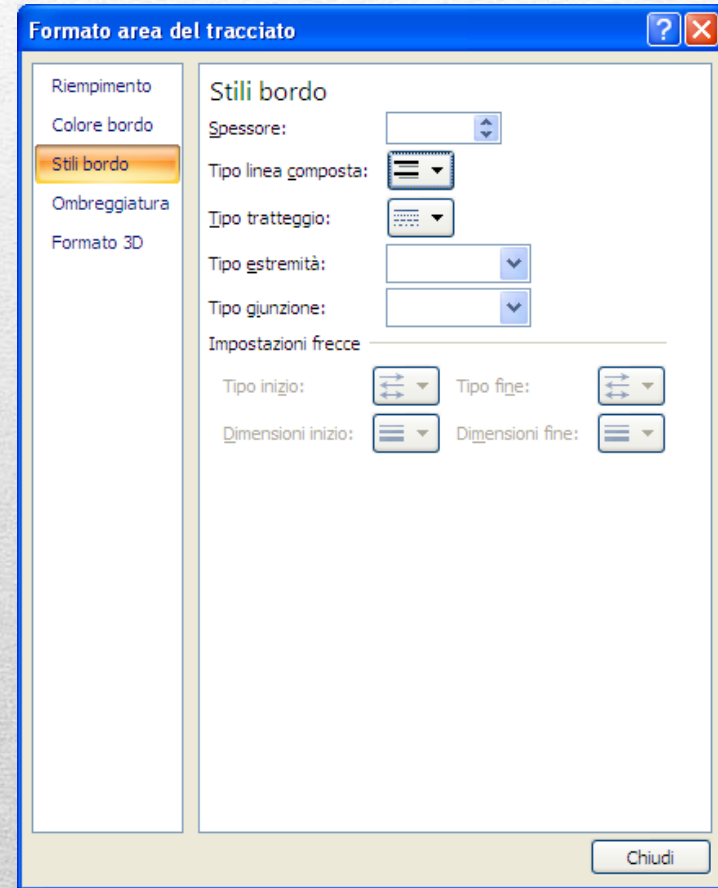 Formato area del tracciato
Riempimento
Colore bordo
Stili bordo
Ombreggiatura
Formato 3D
Stili bordo
Spessore:
Tipo linea composta:
Tipo tratteggio:
Tipo estremità:
Tipo giunzione:
Impostazioni frecce
Tipo inizio: Tipo fine:
Dimensioni inizio: Dimensioni fine:
Chiudi